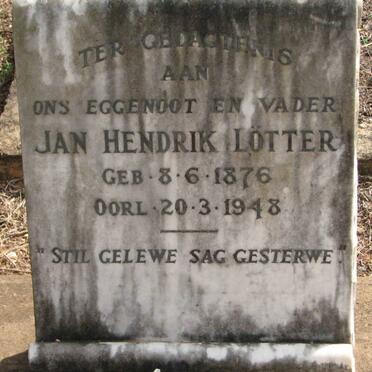 TER GEDAGTENIS
AAN
ONS EGGENOOT EN VADER
JAN HENDRIK LÖTTER
GEB·8·6·1876
OORL·20·3·1948
"STIL GELEWE SAG GESTERWE"